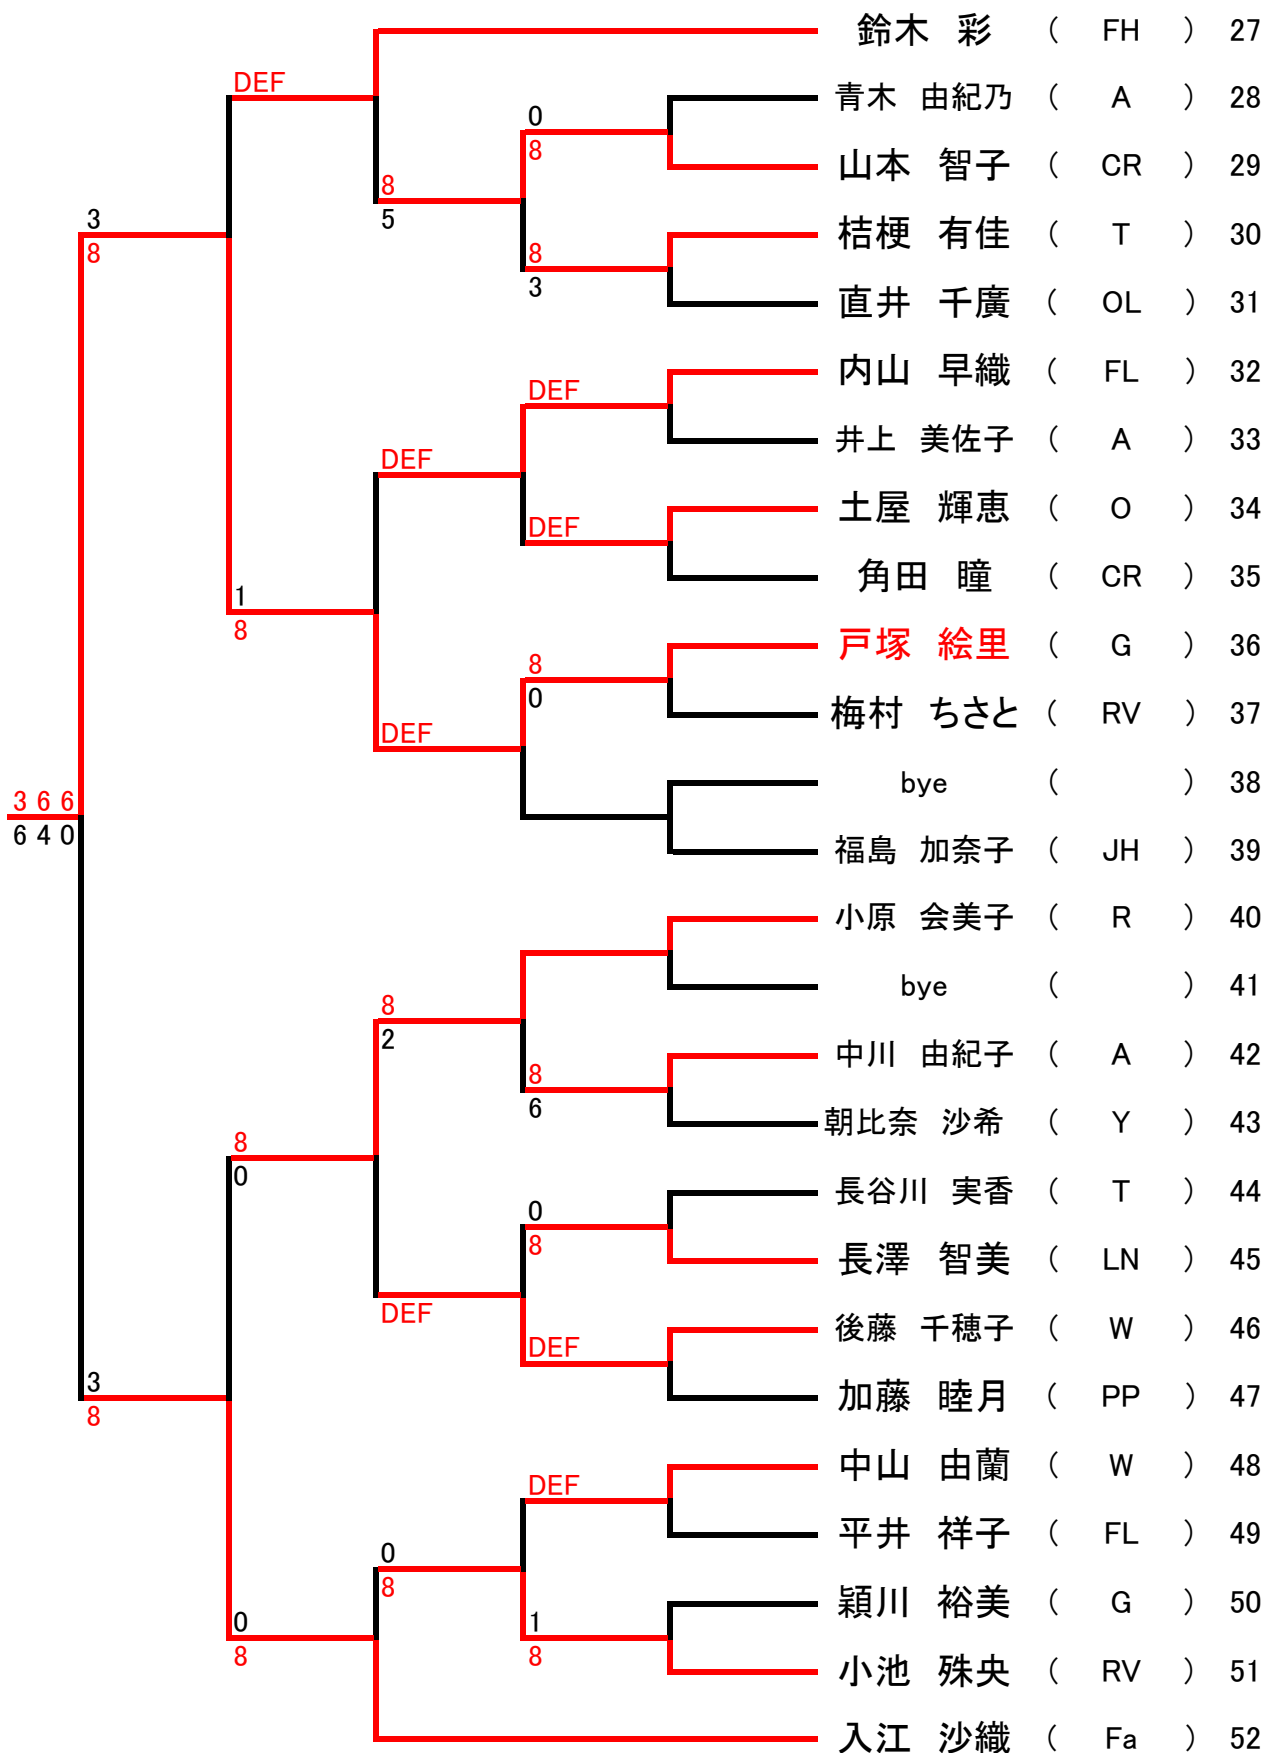 鈴木 彩 ( FH ) 27
DEF
青木 由紀乃 ( A ) 28
0
8
山本 智子 ( CR ) 29
8
5
3
8
桔梗 有佳 ( T ) 30
8
3
直井 千廣 ( OL ) 31
内山 早織 ( FL ) 32
DEF
井上 美佐子 ( A ) 33
DEF
土屋 輝恵 ( O ) 34
DEF
角田 瞳 ( CR ) 35
1
8
戸塚 絵里 ( G ) 36
8
0
梅村 ちさと ( RV ) 37
DEF
bye ( ) 38
3 6 6
6 4 0
福島 加奈子 ( JH ) 39
小原 会美子 ( R ) 40
bye ( ) 41
8
2
中川 由紀子 ( A ) 42
8
6
朝比奈 沙希 ( Y ) 43
8
0
長谷川 実香 ( T ) 44
0
8
長澤 智美 ( LN ) 45
DEF
後藤 千穂子 ( W ) 46
DEF
加藤 睦月 ( PP ) 47
3
8
中山 由蘭 ( W ) 48
DEF
平井 祥子 ( FL ) 49
0
8
穎川 裕美 ( G ) 50
1
8
0
8
小池 殊央 ( RV ) 51
入江 沙織 ( Fa ) 52